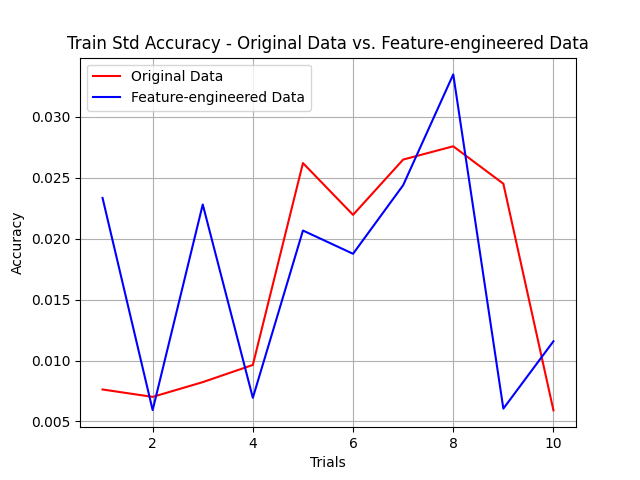 Train Std Accuracy - Original Data vs. Feature-engineered Data
Original Data
Feature-engineered Data
0.030
0.025
0.020
0.015
0.010
0.005
Accuracy
2 4 6 8 10
Trials